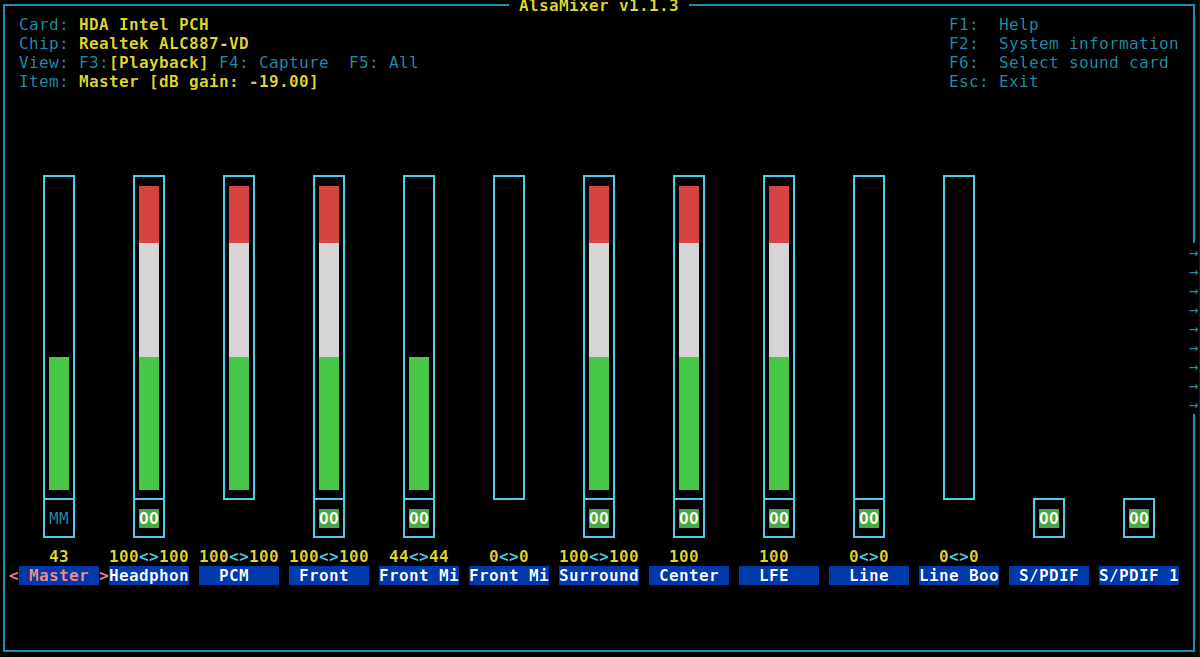 AlsaMixer v1.1.3
Card: HDA Intel PCH F1: Help
Chip: Realtek ALC887-VD F2: System information
View: F3:[Playback] F4: Capture F5: All F6: Select sound card
Item: Master [dB gain: -19.00] Esc: Exit
→
→
→
→
→
→
→
→
→
MM OO OO OO OO OO OO OO OO OO
43 100<>100 100<>100 100<>100 44<>44 0<>0 100<>100 100 100 0<>0 0<>0
< Master > Headphon PCM Front Front Mi Front Mi Surround Center LFE Line Line Boo S/PDIF S/PDIF 1